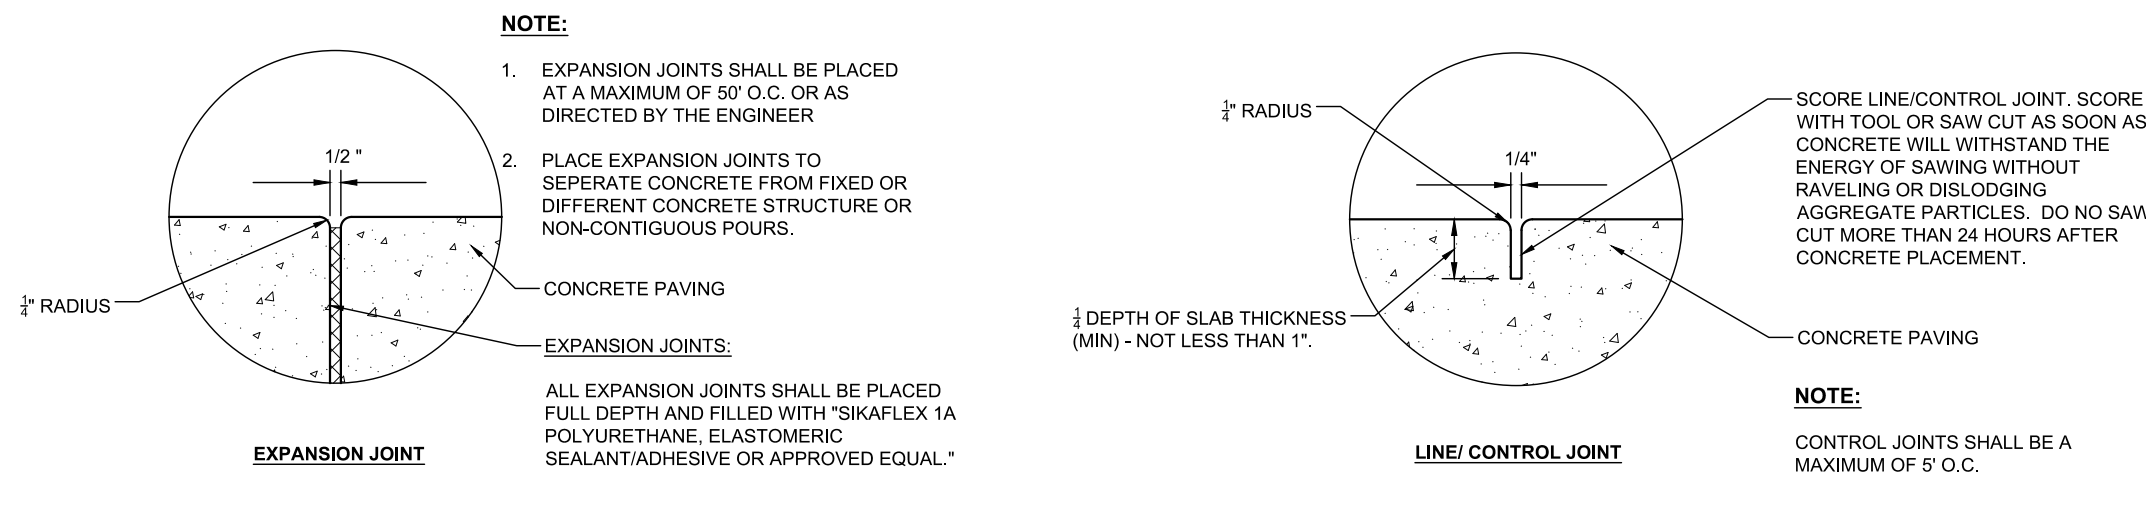 NOTE:
1. EXPANSION JOINTS SHALL BE PLACED
AT A MAXIMUM OF 50' O.C. OR AS
DIRECTED BY THE ENGINEER
2. PLACE EXPANSION JOINTS TO
SEPERATE CONCRETE FROM FIXED OR
DIFFERENT CONCRETE STRUCTURE OR
NON-CONTIGUOUS POURS.
1/2 "
1/4" RADIUS
CONCRETE PAVING
EXPANSION JOINTS:
ALL EXPANSION JOINTS SHALL BE PLACED
FULL DEPTH AND FILLED WITH "SIKAFLEX 1A
POLYURETHANE, ELASTOMERIC
SEALANT/ADHESIVE OR APPROVED EQUAL."
EXPANSION JOINT
1/4" RADIUS
1/4"
SCORE LINE/CONTROL JOINT. SCORE
WITH TOOL OR SAW CUT AS SOON AS
CONCRETE WILL WITHSTAND THE
ENERGY OF SAWING WITHOUT
RAVELING OR DISLODGING
AGGREGATE PARTICLES. DO NO SAW
CUT MORE THAN 24 HOURS AFTER
CONCRETE PLACEMENT.
1/4 DEPTH OF SLAB THICKNESS
(MIN) - NOT LESS THAN 1".
CONCRETE PAVING
NOTE:
CONTROL JOINTS SHALL BE A
MAXIMUM OF 5' O.C.
LINE/ CONTROL JOINT